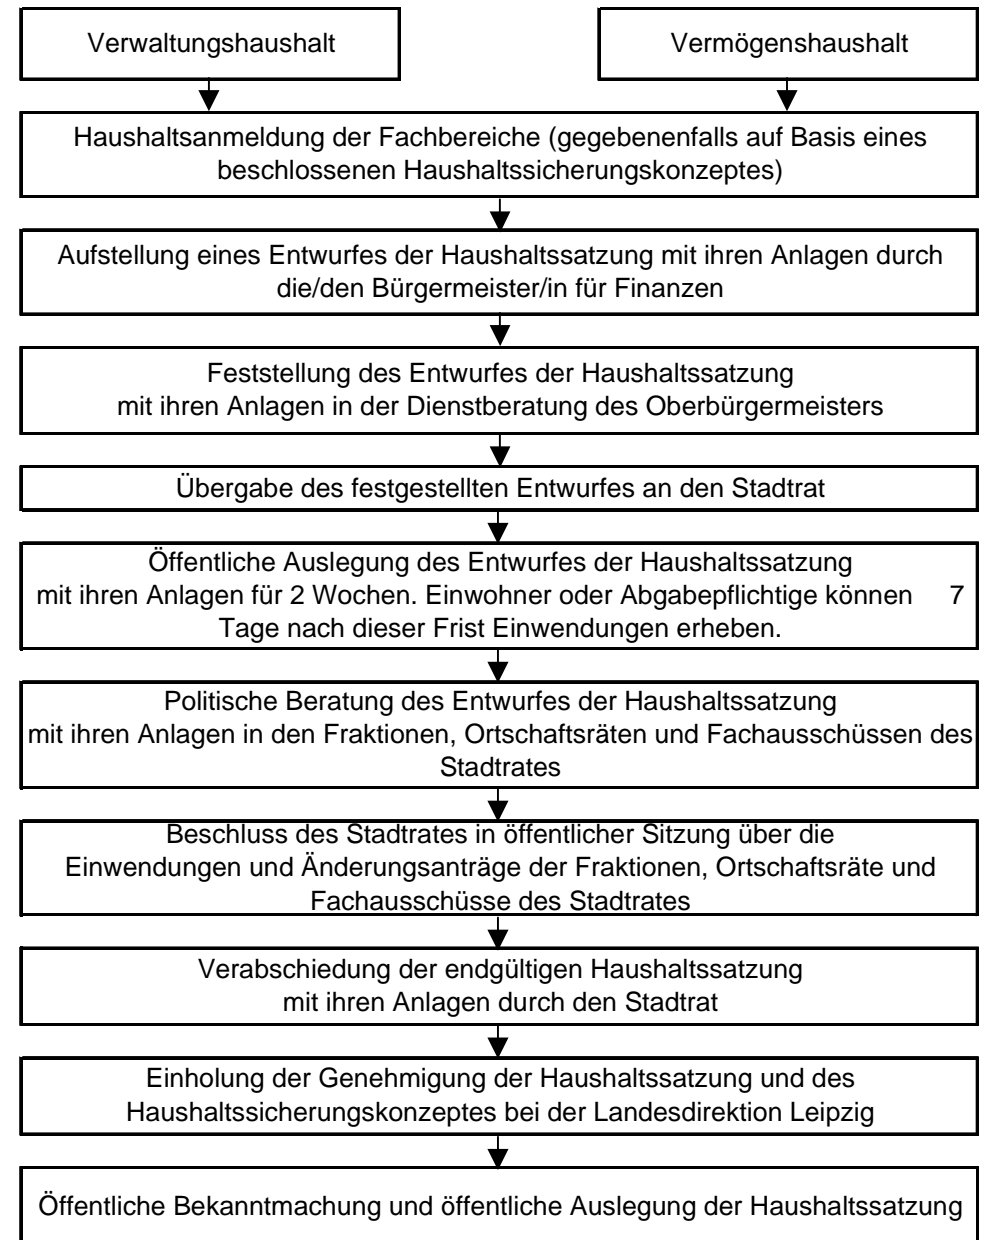 Verwaltungshaushalt
Vermögenshaushalt
Haushaltsanmeldung der Fachbereiche (gegebenenfalls auf Basis eines
beschlossenen Haushaltssicherungskonzeptes)
Aufstellung eines Entwurfes der Haushaltssatzung mit ihren Anlagen durch
die/den Bürgermeister/in für Finanzen
Feststellung des Entwurfes der Haushaltssatzung
mit ihren Anlagen in der Dienstberatung des Oberbürgermeisters
Übergabe des festgestellten Entwurfes an den Stadtrat
Öffentliche Auslegung des Entwurfes der Haushaltssatzung
mit ihren Anlagen für 2 Wochen. Einwohner oder Abgabepflichtige können 7
Tage nach dieser Frist Einwendungen erheben.
Politische Beratung des Entwurfes der Haushaltssatzung
mit ihren Anlagen in den Fraktionen, Ortschaftsräten und Fachausschüssen des
Stadtrates
Beschluss des Stadtrates in öffentlicher Sitzung über die
Einwendungen und Änderungsanträge der Fraktionen, Ortschaftsräte und
Fachausschüsse des Stadtrates
Verabschiedung der endgültigen Haushaltssatzung
mit ihren Anlagen durch den Stadtrat
Einholung der Genehmigung der Haushaltssatzung und des
Haushaltssicherungskonzeptes bei der Landesdirektion Leipzig
Öffentliche Bekanntmachung und öffentliche Auslegung der Haushaltssatzung